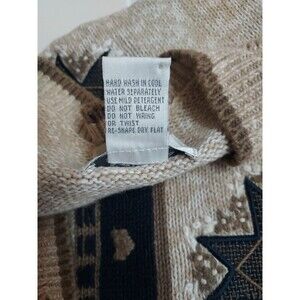 HAND WASH IN COOL
WATER SEPARATELY
USE MILD DETERGENT
DO NOT BLEACH
DO NOT WRING
OR TWIST
RE-SHAPE DRY FLAT